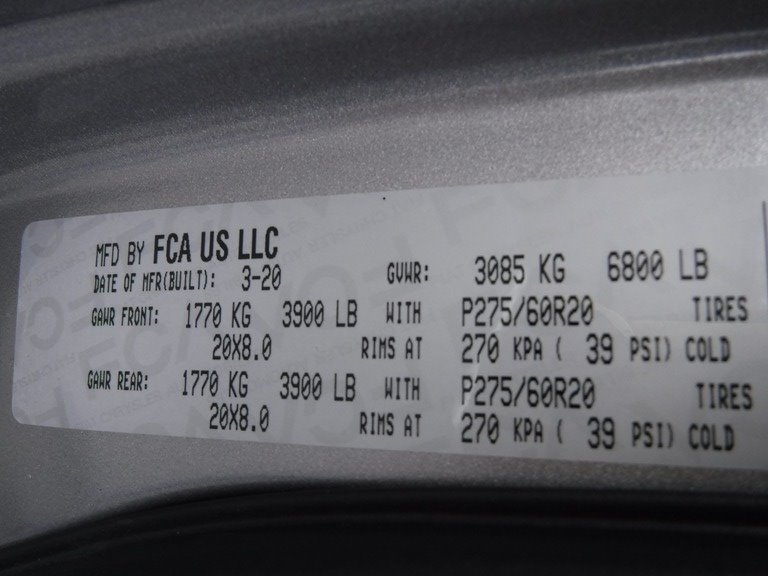 MFD BY FCA US LLC
DATE OF MFR(BUILT): 3-20 GVWR: 3085 KG 6800 LB
GAWR FRONT: 1770 KG 3900 LB WITH P275/60R20 TIRES
20X8.0 RIMS AT 270 KPA ( 39 PSI) COLD
GAWR REAR: 1770 KG 3900 LB WITH P275/60R20 TIRES
20X8.0 RIMS AT 270 KPA ( 39 PSI) COLD